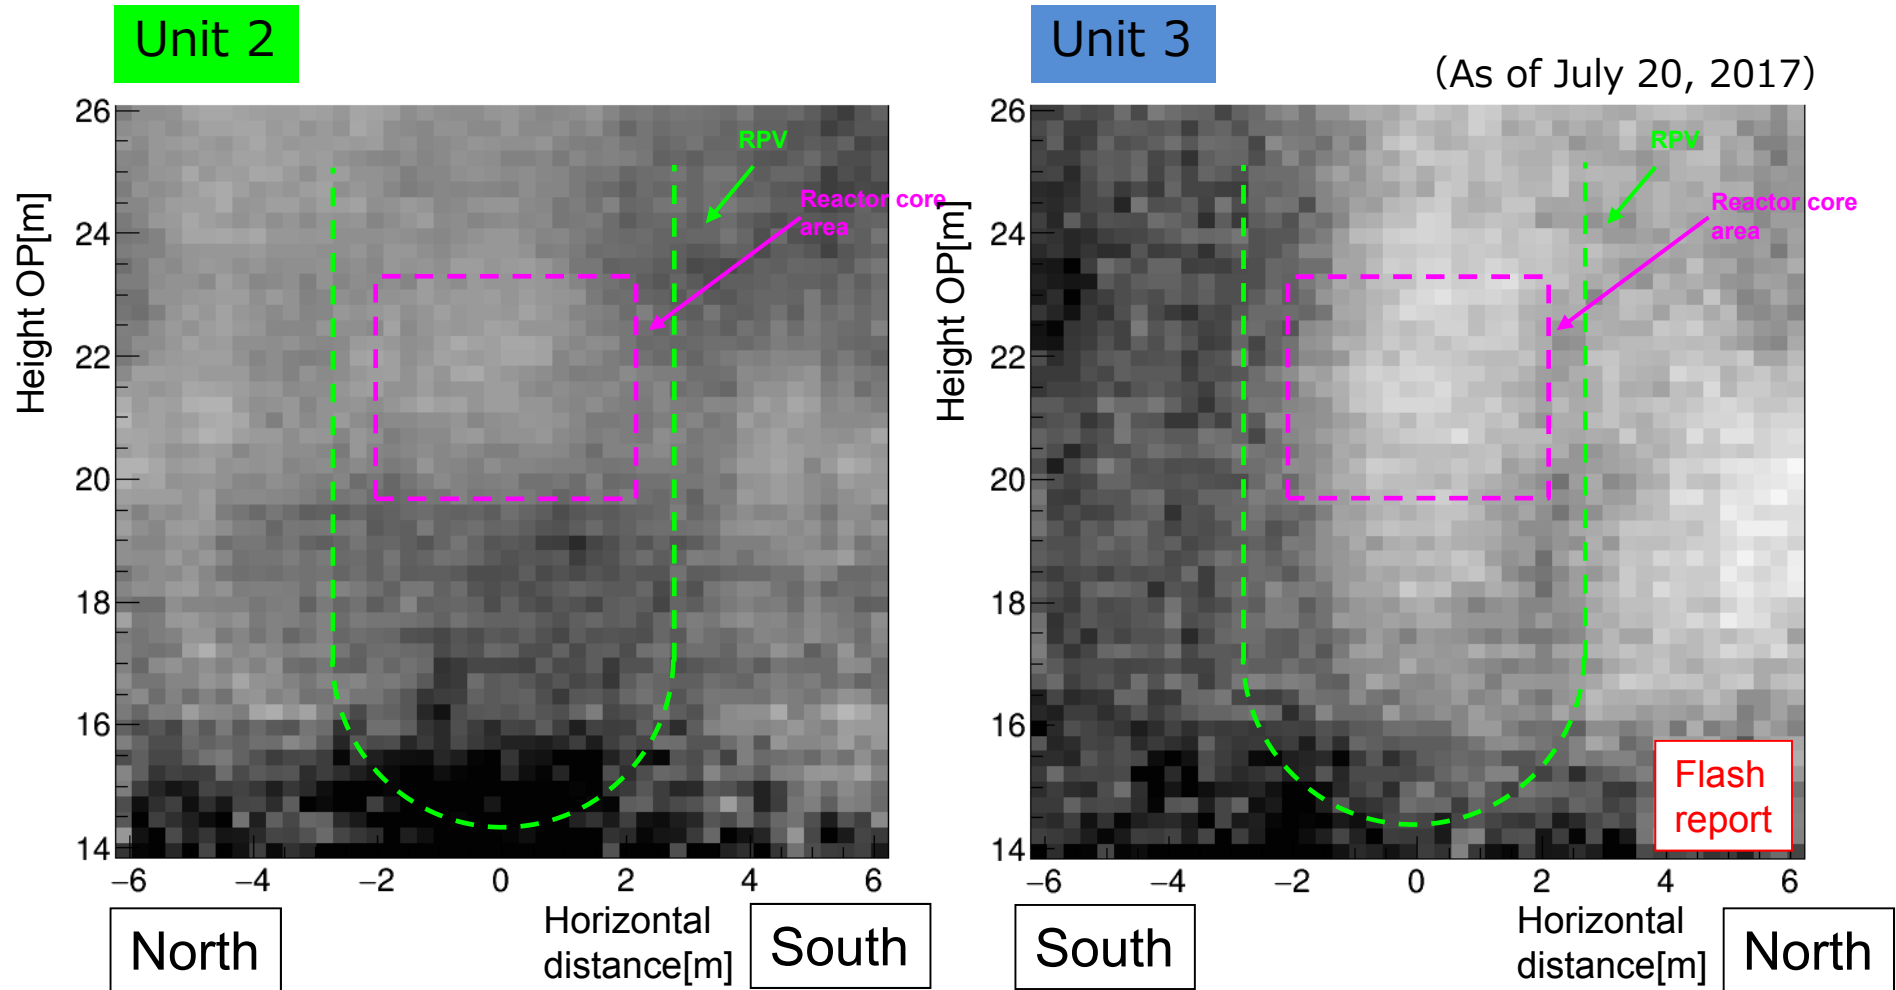 Unit 2
Unit 3
(As of July 20, 2017)
26
24
22
20
18
16
14
Height OP[m]
RPV
Reactor core
area
−6
−4
−2
0
2
4
6
North
Horizontal
distance[m]
South
26
24
22
20
18
16
14
Height OP[m]
RPV
Reactor core
area
Flash
report
−6
−4
−2
0
2
4
6
South
Horizontal
distance[m]
North